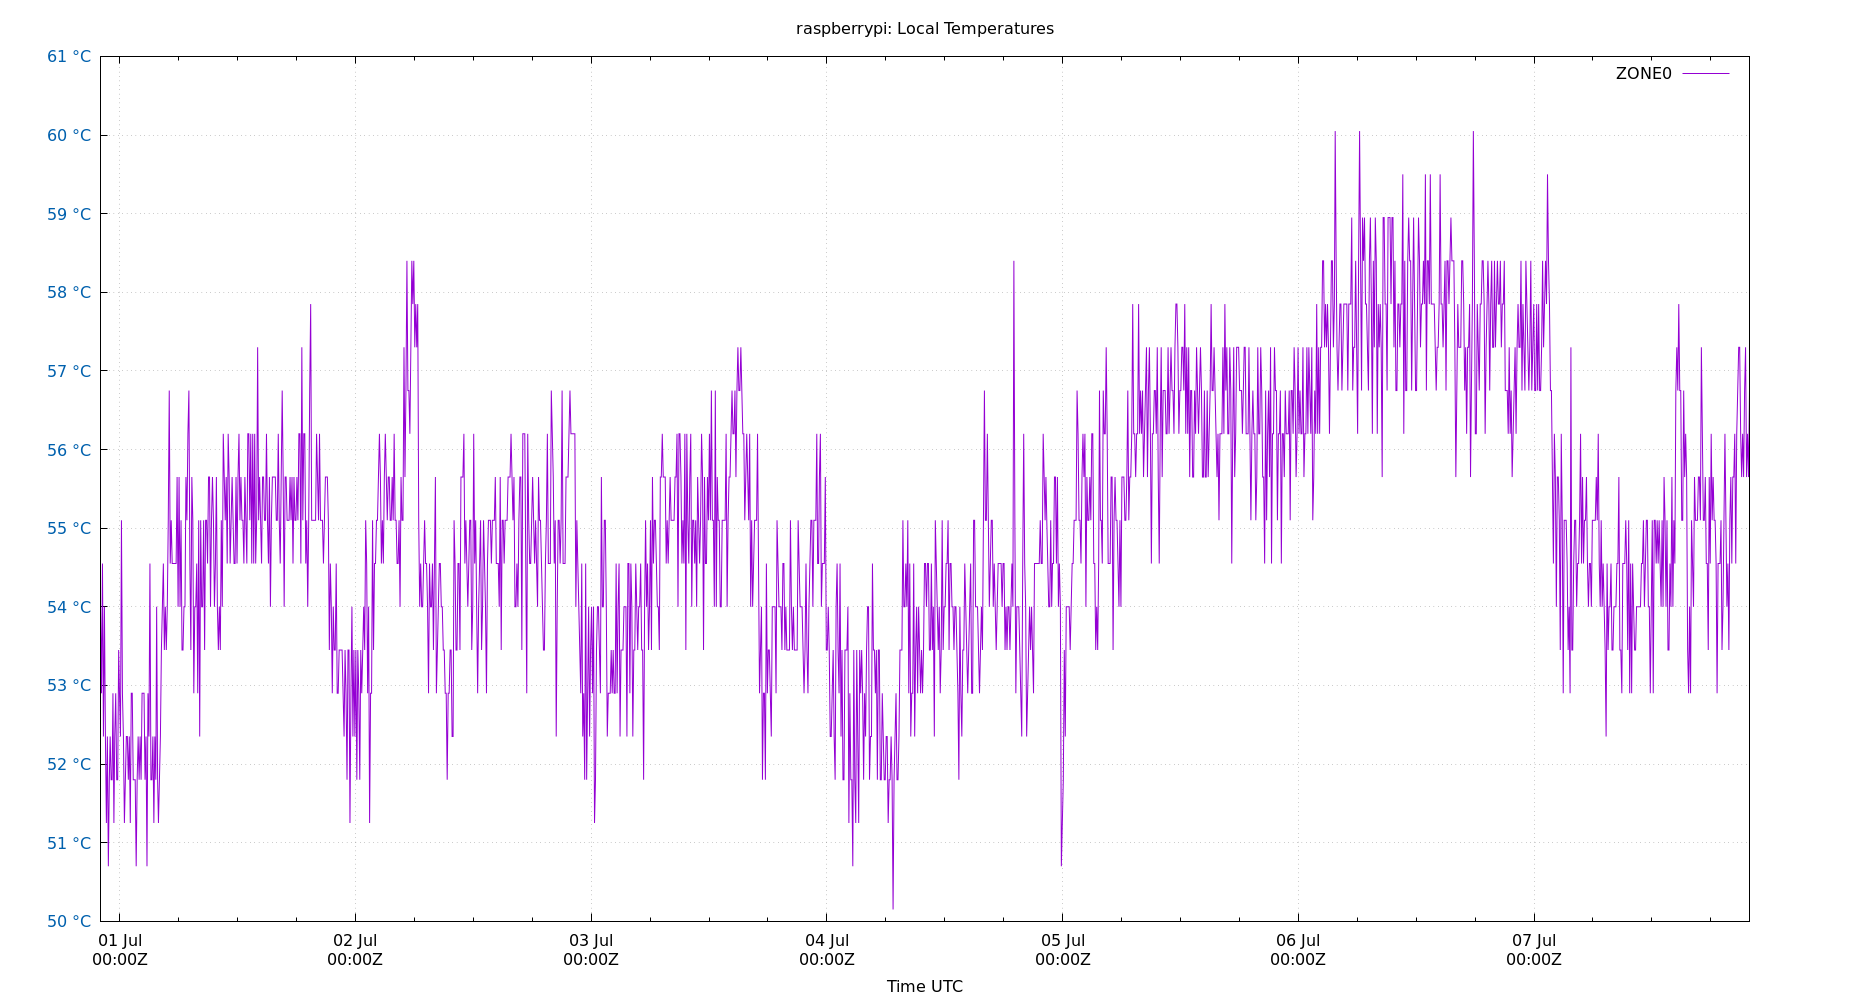 raspberrypi: Local Temperatures
61 °C
ZONE0
60 °C
59 °C
58 °C
57 °C
56 °C
55 °C
54 °C
53 °C
52 °C
51 °C
50 °C
01 Jul 02 Jul 03 Jul 04 Jul 05 Jul 06 Jul 07 Jul
00:00Z 00:00Z 00:00Z 00:00Z 00:00Z 00:00Z 00:00Z
Time UTC